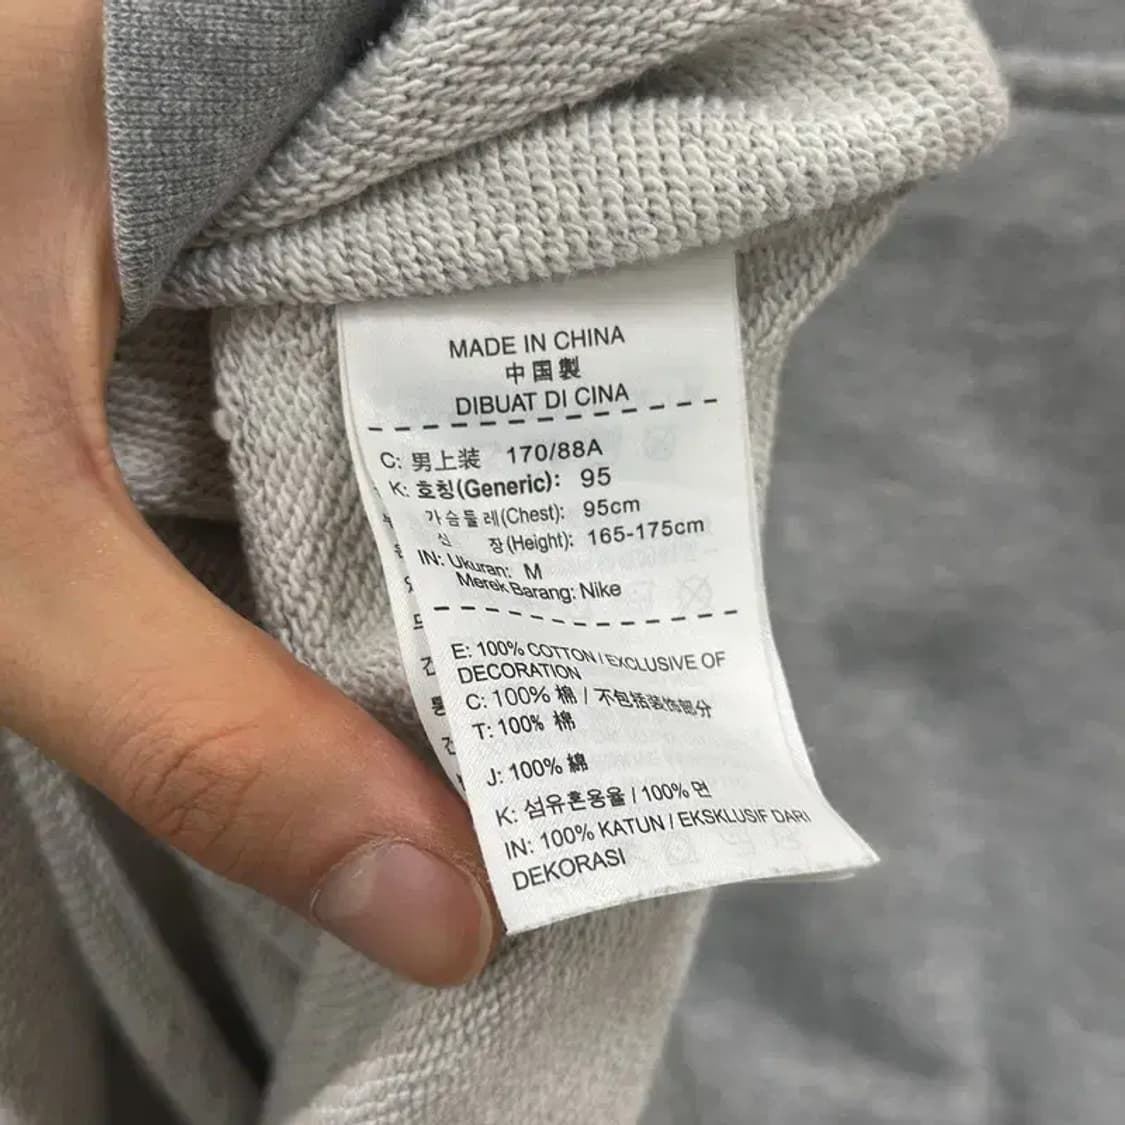 MADE IN CHINA
中国製
DIBUAT DI CINA
C: 男上装 170/88A
K: 호칭(Generic): 95
가슴둘레(Chest): 95cm
신 장(Height): 165-175cm
IN: Ukuran: M
Merek Barang: Nike
E: 100% COTTON / EXCLUSIVE OF
DECORATION
C: 100% 棉 / 不包括装饰部分
T: 100% 棉
J: 100% 綿
K: 섬유혼용율 / 100% 면
IN: 100% KATUN / EKSKLUSIF DARI
DEKORASI